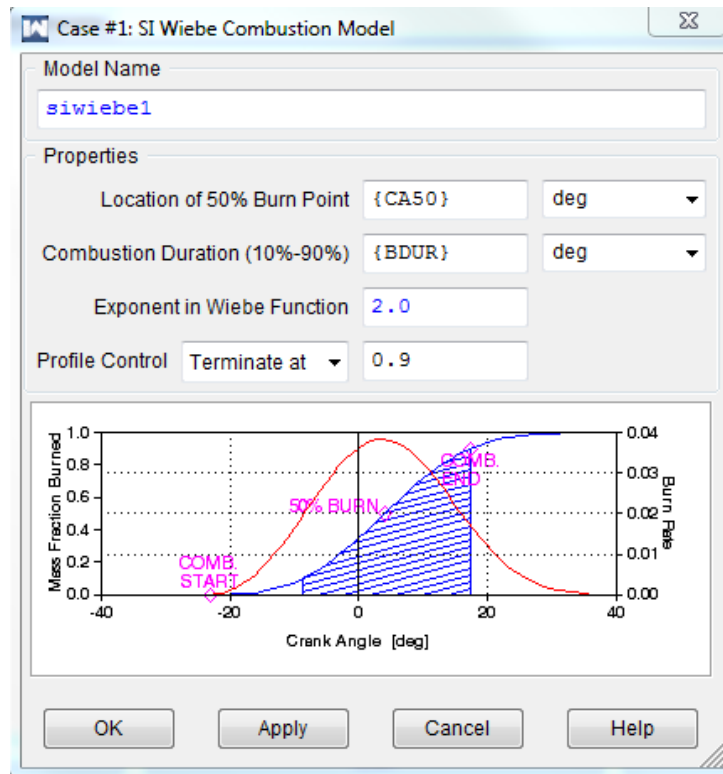 Case #1: SI Wiebe Combustion Model
Model Name
siwiebe1
Properties
Location of 50% Burn Point {CA50} deg
Combustion Duration (10%-90%) {BDUR} deg
Exponent in Wiebe Function 2.0
Profile Control Terminate at 0.9
Mass Fraction Burned
1.0
0.8
0.6
0.4
0.2
0.0
COMB. START
50% BURN
COMB. END
0.04
0.03
0.02
0.01
0.00
Burn Rate
-40 -20 0 20 40
Crank Angle [deg]
OK Apply Cancel Help